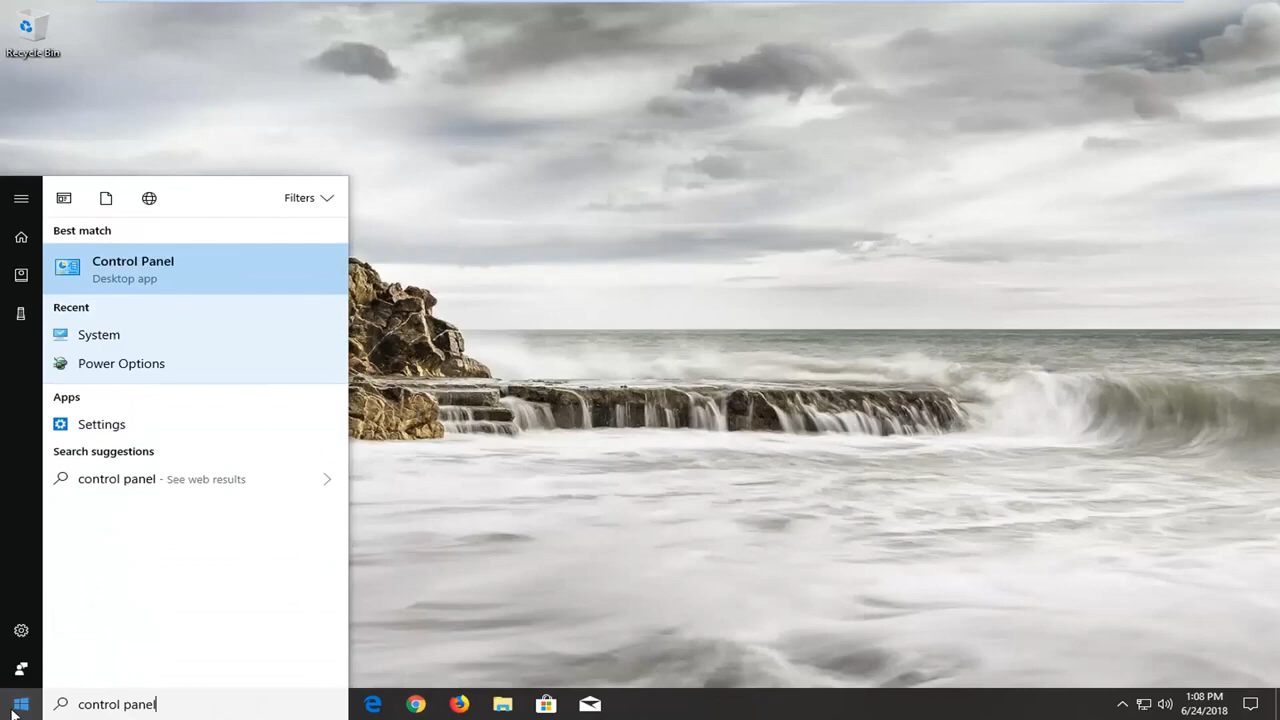 Recycle Bin
Filters
Best match
Control Panel
Desktop app
Recent
System
Power Options
Apps
Settings
Search suggestions
control panel - See web results
control panel
1:08 PM
6/24/2018